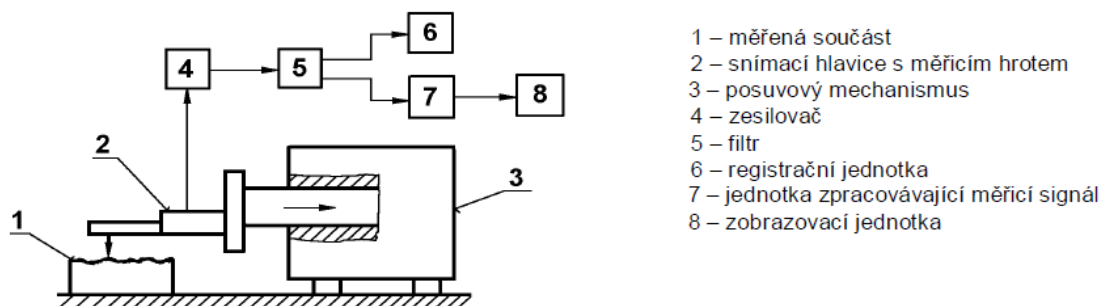 6
4
5
7
8
2
3
1
1 – měřená součást
2 – snímací hlavice s měřicím hrotem
3 – posuvový mechanismus
4 – zesilovač
5 – filtr
6 – registrační jednotka
7 – jednotka zpracovávající měřicí signál
8 – zobrazovací jednotka